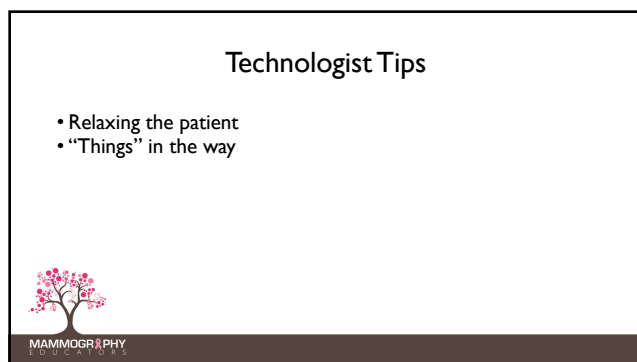 Technologist Tips
• Relaxing the patient
• “Things” in the way
MAMMOGRAPHY
EDUCATORS